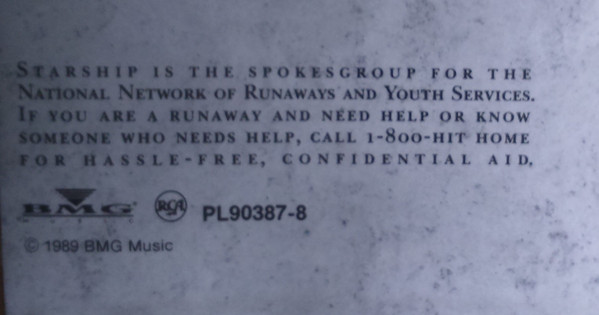 STARSHIP IS THE SPOKESGROUP FOR THE
NATIONAL NETWORK OF RUNAWAYS AND YOUTH SERVICES.
IF YOU ARE A RUNAWAY AND NEED HELP OR KNOW
SOMEONE WHO NEEDS HELP, CALL 1-800-HIT HOME
FOR HASSLE-FREE, CONFIDENTIAL AID.
BMG RCA PL90387-8
© 1989 BMG Music